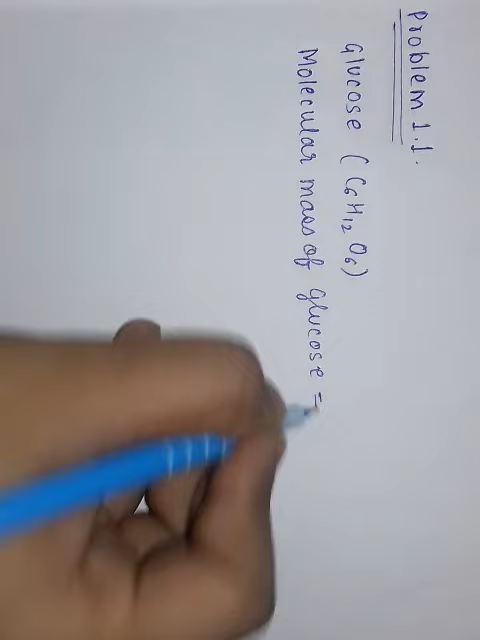 Problem 1.1.
Glucose (C₆H₁₂O₆)
Molecular mass of glucose =